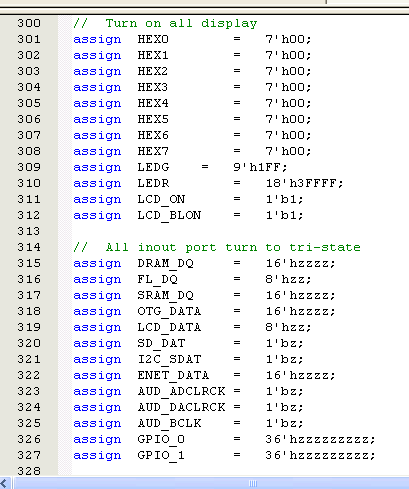 300 //  Turn on all display
301 assign  HEX0        =   7'h00;
302 assign  HEX1        =   7'h00;
303 assign  HEX2        =   7'h00;
304 assign  HEX3        =   7'h00;
305 assign  HEX4        =   7'h00;
306 assign  HEX5        =   7'h00;
307 assign  HEX6        =   7'h00;
308 assign  HEX7        =   7'h00;
309 assign  LEDG    =   9'h1FF;
310 assign  LEDR        =   18'h3FFFF;
311 assign  LCD_ON      =   1'b1;
312 assign  LCD_BLON    =   1'b1;
313
314 //  All inout port turn to tri-state
315 assign  DRAM_DQ     =   16'hzzzz;
316 assign  FL_DQ       =   8'hzz;
317 assign  SRAM_DQ     =   16'hzzzz;
318 assign  OTG_DATA    =   16'hzzzz;
319 assign  LCD_DATA    =   8'hzz;
320 assign  SD_DAT      =   1'bz;
321 assign  I2C_SDAT    =   1'bz;
322 assign  ENET_DATA   =   16'hzzzz;
323 assign  AUD_ADCLRCK =   1'bz;
324 assign  AUD_DACLRCK =   1'bz;
325 assign  AUD_BCLK    =   1'bz;
326 assign  GPIO_0      =   36'hzzzzzzzzz;
327 assign  GPIO_1      =   36'hzzzzzzzzz;
328